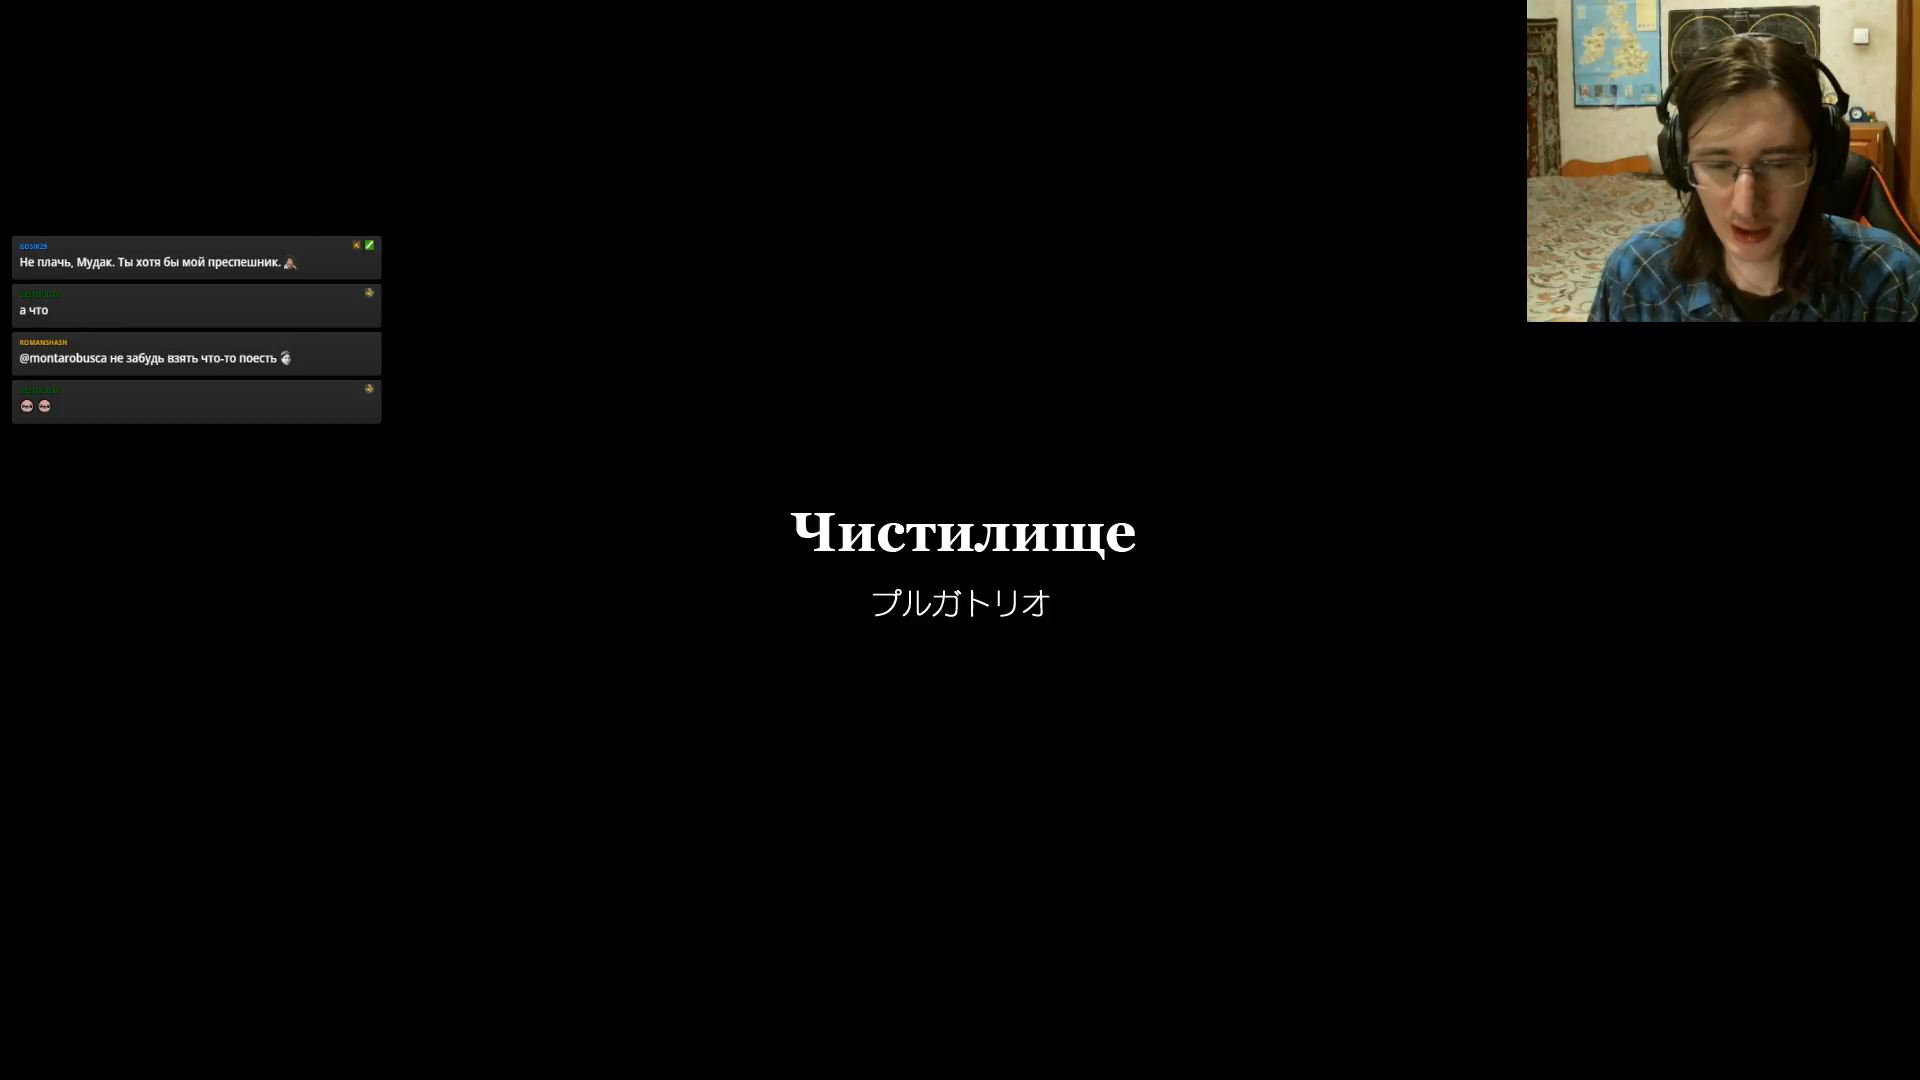 GOSIK29
Не плачь, Мудак. Ты хотя бы мой преспешник.
а что
ROMANSHASH
@montarobusca не забудь взять что-то поесть
Чистилище
プルガトリオ